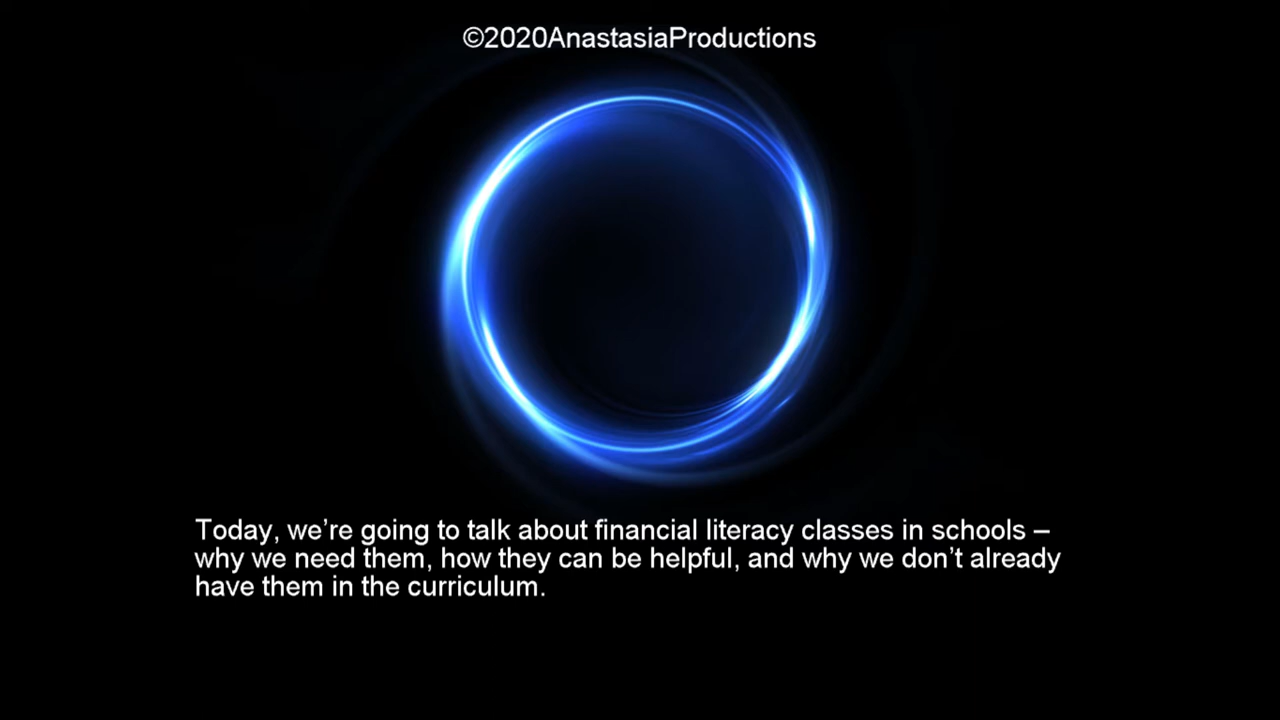 ©2020AnastasiaProductions
Today, we’re going to talk about financial literacy classes in schools –
why we need them, how they can be helpful, and why we don’t already
have them in the curriculum.